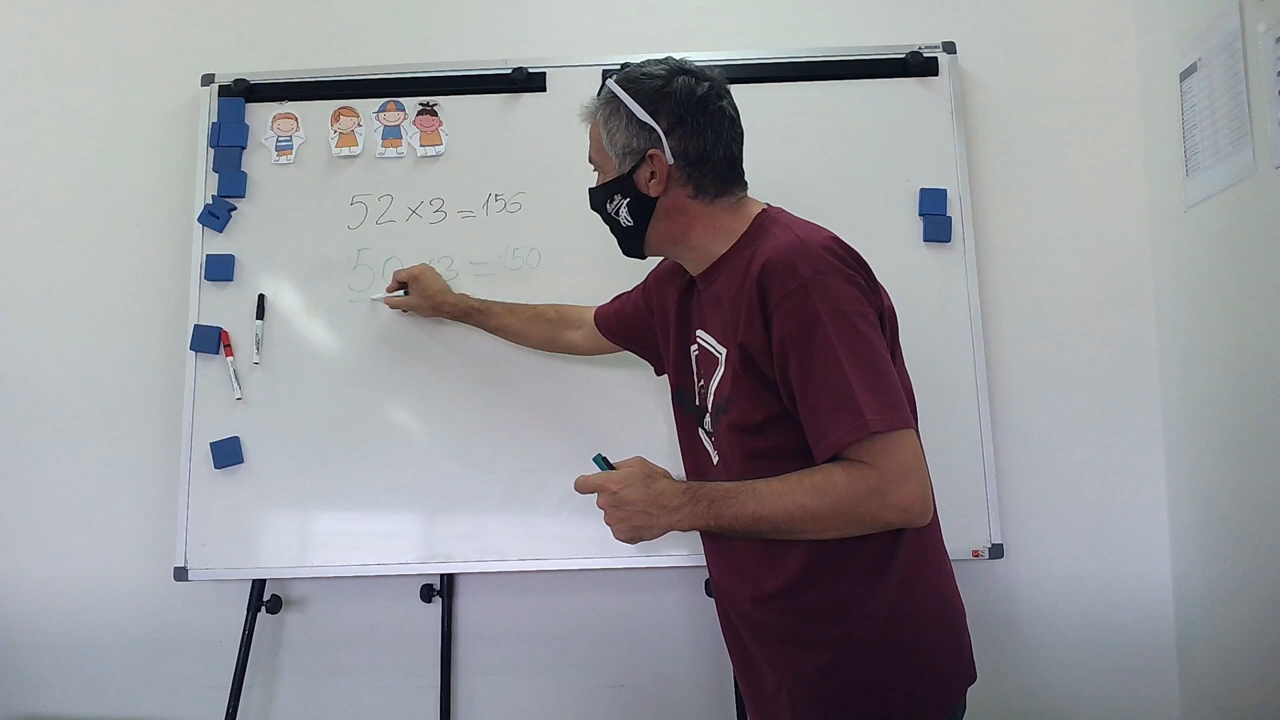 52 × 3 = 156
50 × 3 = 150